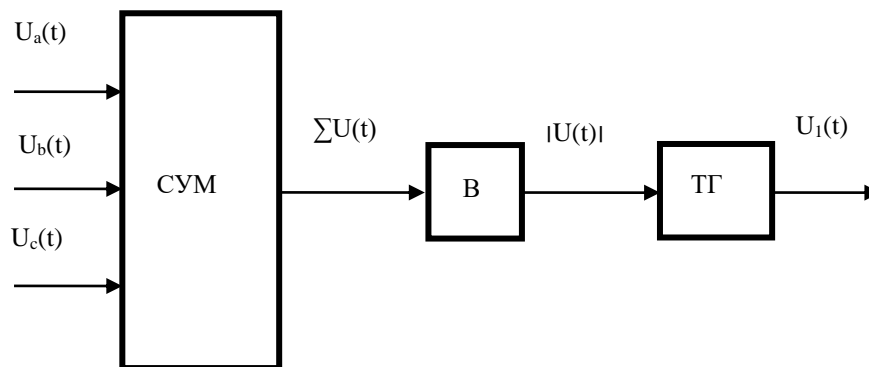 Uₐ(t)
U_b(t)
U_c(t)
СУМ
∑U(t)
В
|U(t)|
ТГ
U₁(t)